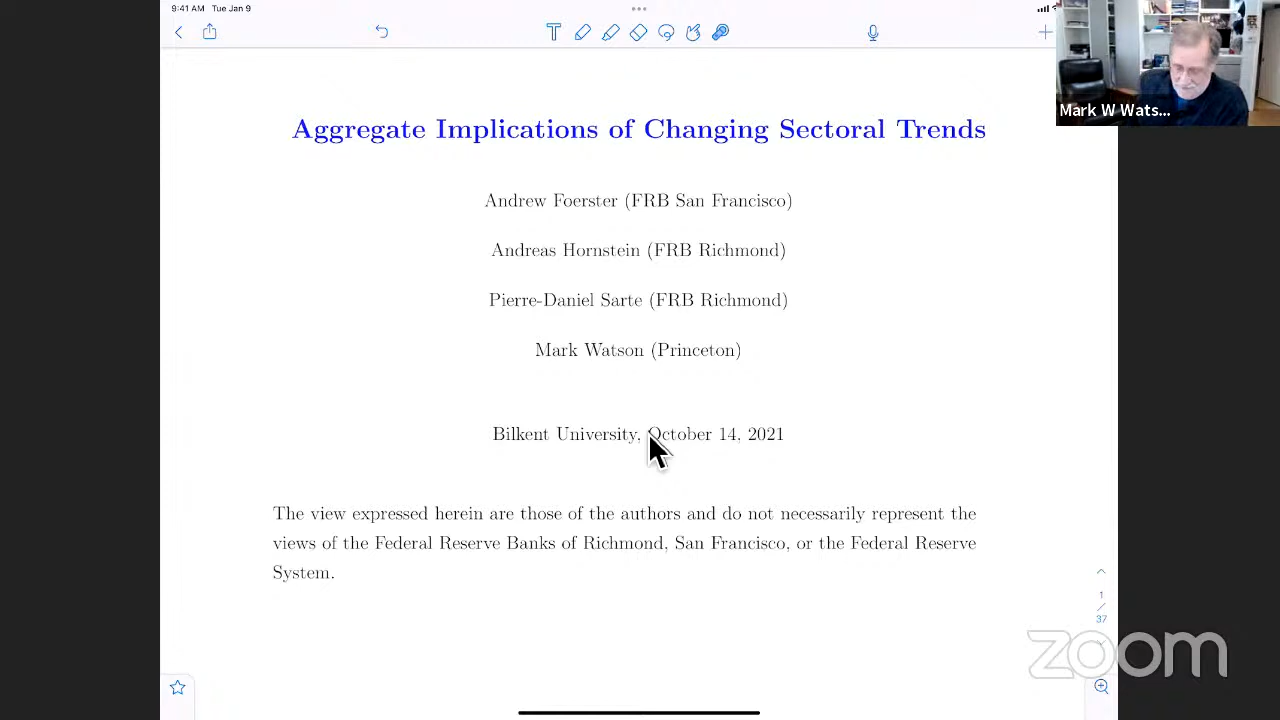 9:41 AM Tue Jan 9
Mark W Wats...
Aggregate Implications of Changing Sectoral Trends
Andrew Foerster (FRB San Francisco)
Andreas Hornstein (FRB Richmond)
Pierre-Daniel Sarte (FRB Richmond)
Mark Watson (Princeton)
Bilkent University, October 14, 2021
The view expressed herein are those of the authors and do not necessarily represent the
views of the Federal Reserve Banks of Richmond, San Francisco, or the Federal Reserve
System.
1
/
37
zoom